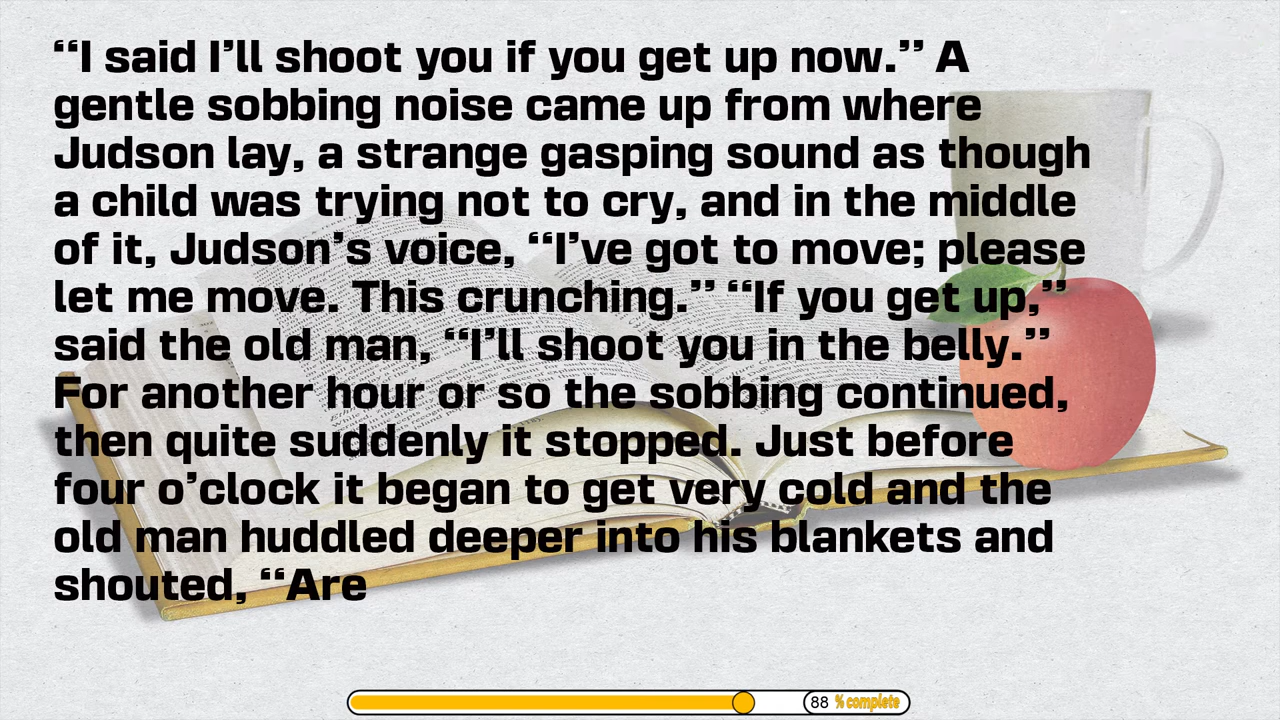 “I said I’ll shoot you if you get up now.” A
gentle sobbing noise came up from where
Judson lay, a strange gasping sound as though
a child was trying not to cry, and in the middle
of it, Judson’s voice, “I’ve got to move; please
let me move. This crunching.” “If you get up,”
said the old man, “I’ll shoot you in the belly.”
For another hour or so the sobbing continued,
then quite suddenly it stopped. Just before
four o’clock it began to get very cold and the
old man huddled deeper into his blankets and
shouted, “Are
88 % complete